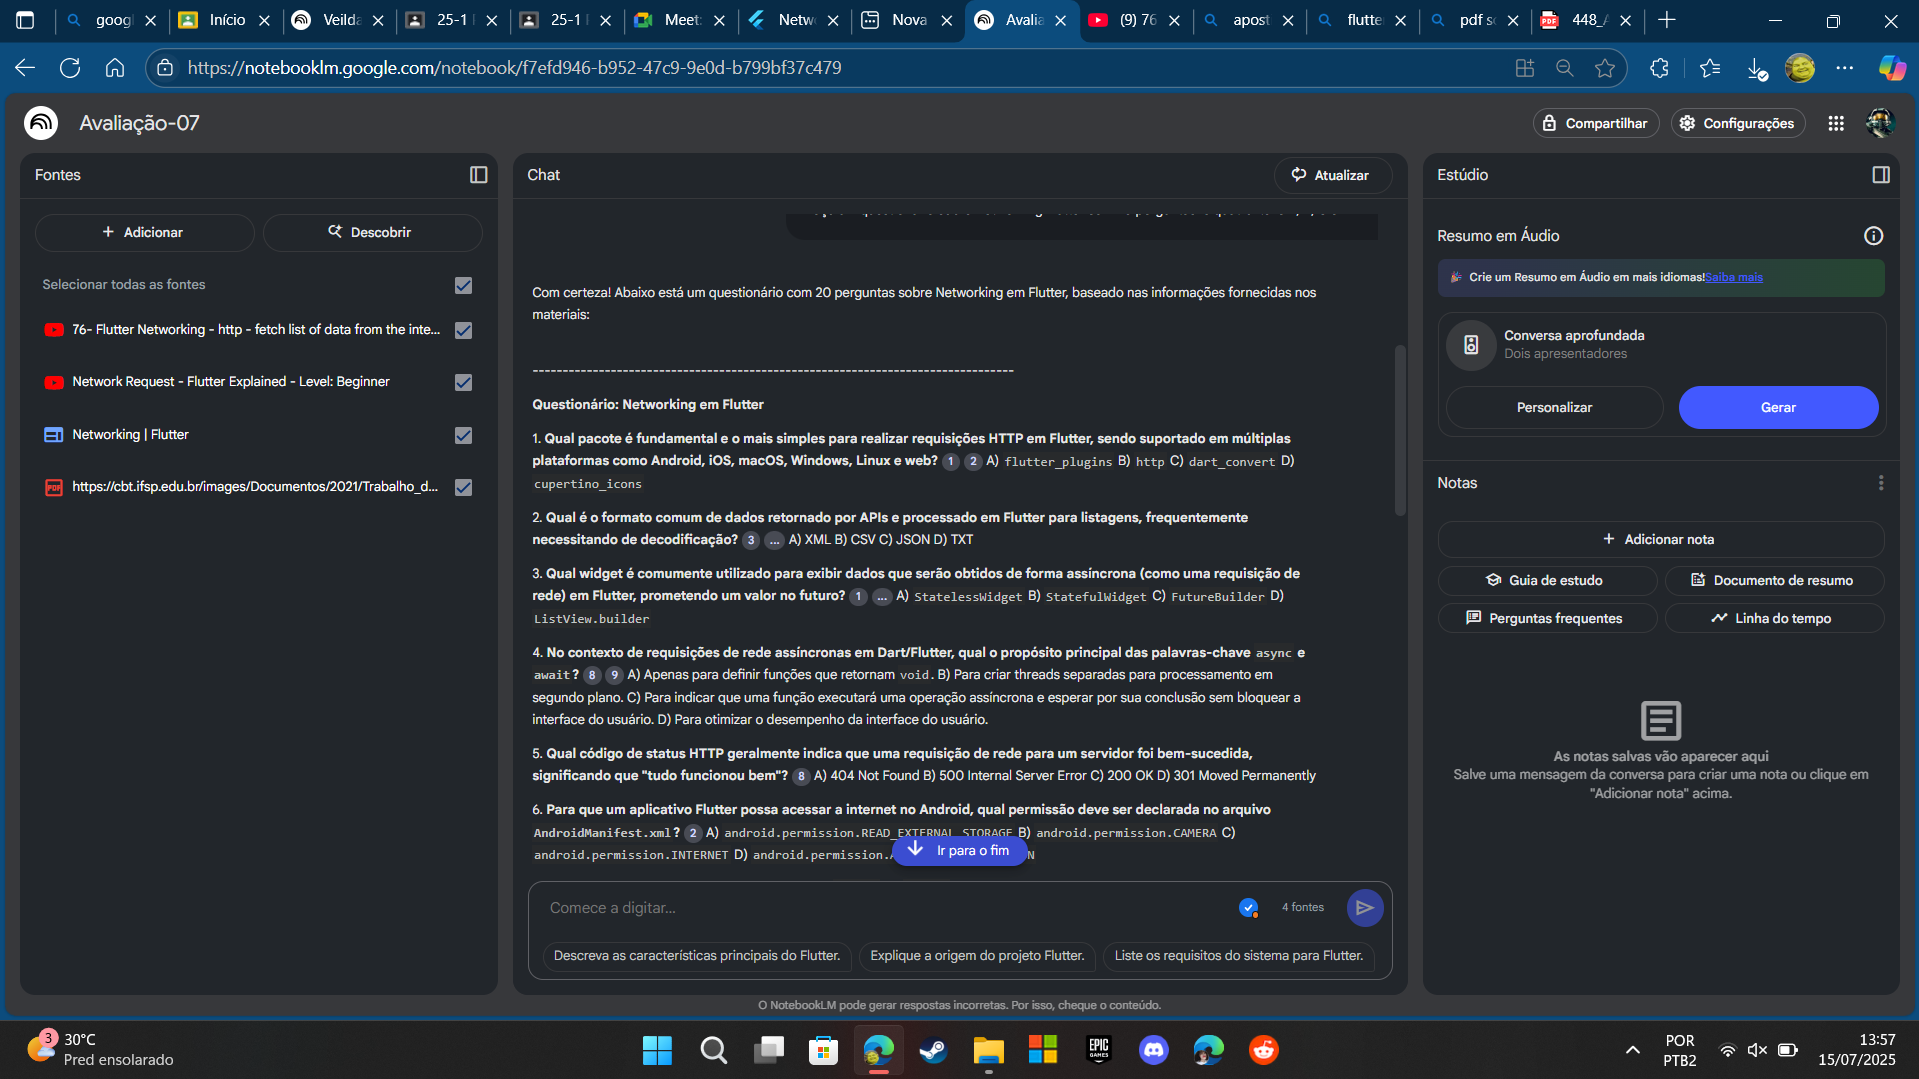 goog
Início
Veilda
25-1
25-1
Meet:
Netw
Nova
Avalia
(9) 76
apost
flutte
pdf s
448_A
https://notebooklm.google.com/notebook/f7efd946-b952-47c9-9e0d-b799bf37c479
Avaliação-07
Compartilhar
Configurações
Fontes
Adicionar
Descobrir
Selecionar todas as fontes
76- Flutter Networking - http - fetch list of data from the inte...
Network Request - Flutter Explained - Level: Beginner
Networking | Flutter
https://cbt.ifsp.edu.br/images/Documentos/2021/Trabalho_d...
Chat
Atualizar
Com certeza! Abaixo está um questionário com 20 perguntas sobre Networking em Flutter, baseado nas informações fornecidas nos
materiais:
--------------------------------------------------------------------------------
Questionário: Networking em Flutter
1. Qual pacote é fundamental e o mais simples para realizar requisições HTTP em Flutter, sendo suportado em múltiplas
plataformas como Android, iOS, macOS, Windows, Linux e web? 1 2 A) flutter_plugins B) http C) dart_convert D)
cupertino_icons
2. Qual é o formato comum de dados retornado por APIs e processado em Flutter para listagens, frequentemente
necessitando de decodificação? 3 ... A) XML B) CSV C) JSON D) TXT
3. Qual widget é comumente utilizado para exibir dados que serão obtidos de forma assíncrona (como uma requisição de
rede) em Flutter, prometendo um valor no futuro? 1 ... A) StatelessWidget B) StatefulWidget C) FutureBuilder D)
ListView.builder
4. No contexto de requisições de rede assíncronas em Dart/Flutter, qual o propósito principal das palavras-chave async e
await? 8 9 A) Apenas para definir funções que retornam void. B) Para criar threads separadas para processamento em
segundo plano. C) Para indicar que uma função executará uma operação assíncrona e esperar por sua conclusão sem bloquear a
interface do usuário. D) Para otimizar o desempenho da interface do usuário.
5. Qual código de status HTTP geralmente indica que uma requisição de rede para um servidor foi bem-sucedida,
significando que "tudo funcionou bem"? 8 A) 404 Not Found B) 500 Internal Server Error C) 200 OK D) 301 Moved Permanently
6. Para que um aplicativo Flutter possa acessar a internet no Android, qual permissão deve ser declarada no arquivo
AndroidManifest.xml? 2 A) android.permission.READ_EXTERNAL_STORAGE B) android.permission.CAMERA C)
android.permission.INTERNET D) android.permission.
Ir para o fim
Comece a digitar...
4 fontes
Descreva as características principais do Flutter.
Explique a origem do projeto Flutter.
Liste os requisitos do sistema para Flutter.
O NotebookLM pode gerar respostas incorretas. Por isso, cheque o conteúdo.
Estúdio
Resumo em Áudio
Crie um Resumo em Áudio em mais idiomas!Saiba mais
Conversa aprofundada
Dois apresentadores
Personalizar
Gerar
Notas
Adicionar nota
Guia de estudo
Documento de resumo
Perguntas frequentes
Linha do tempo
As notas salvas vão aparecer aqui
Salve uma mensagem da conversa para criar uma nota ou clique em
"Adicionar nota" acima.
3
30°C
Pred ensolarado
EPIC GAMES
POR
PTB2
13:57
15/07/2025